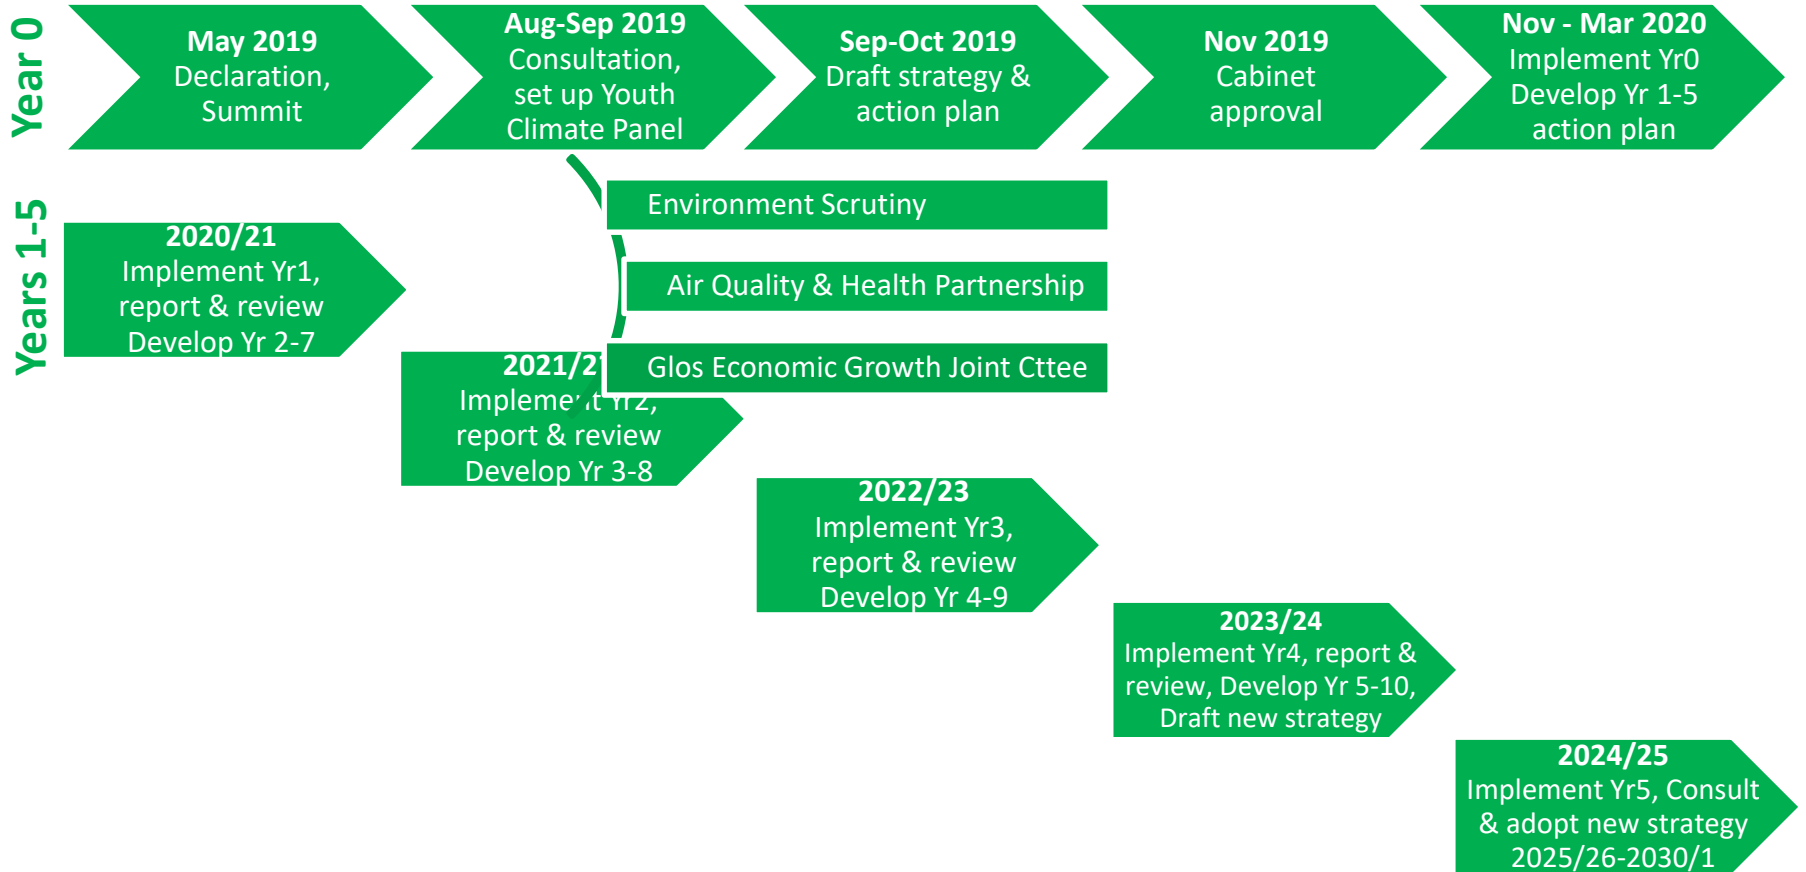 Year 0
May 2019
Declaration,
Summit
Aug-Sep 2019
Consultation,
set up Youth
Climate Panel
Sep-Oct 2019
Draft strategy &
action plan
Nov 2019
Cabinet
approval
Nov - Mar 2020
Implement Yr0
Develop Yr 1-5
action plan
Environment Scrutiny
Air Quality & Health Partnership
Glos Economic Growth Joint Cttee
Years 1-5
2020/21
Implement Yr1,
report & review
Develop Yr 2-7
2021/2
Implement Yr2,
report & review
Develop Yr 3-8
2022/23
Implement Yr3,
report & review
Develop Yr 4-9
2023/24
Implement Yr4, report &
review, Develop Yr 5-10,
Draft new strategy
2024/25
Implement Yr5, Consult
& adopt new strategy
2025/26-2030/1